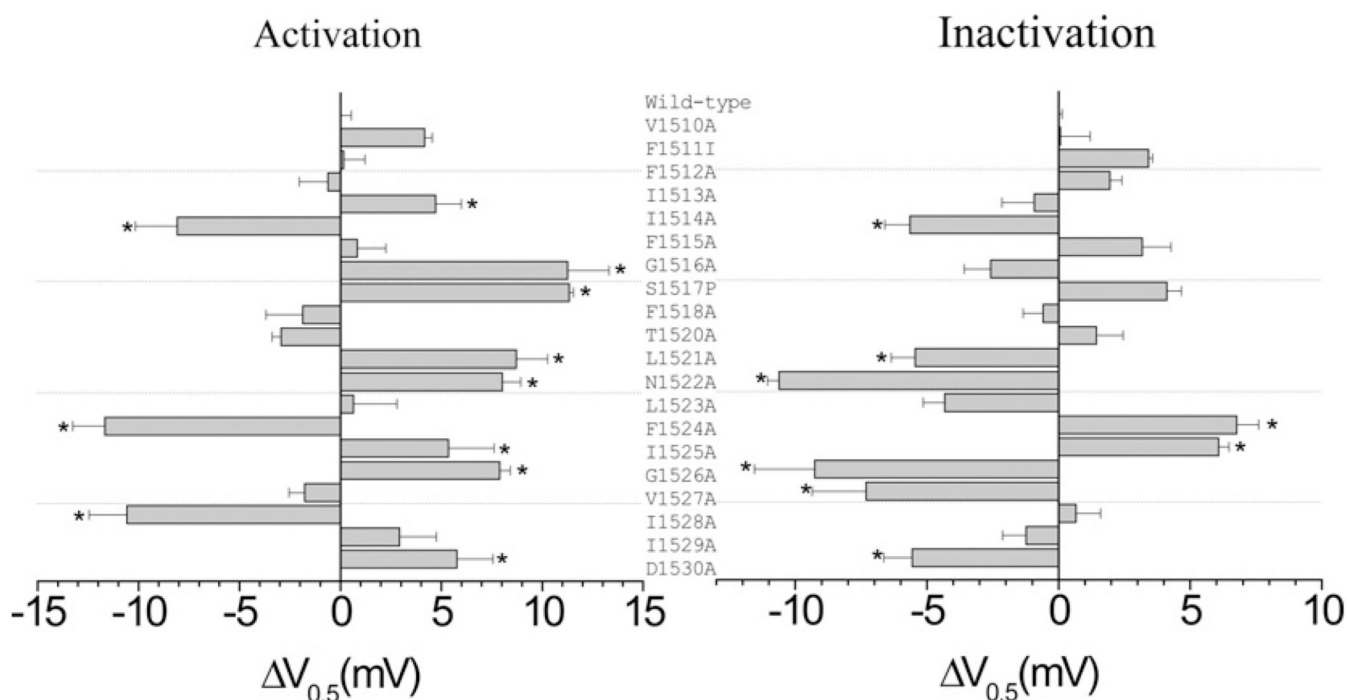 Activation
Inactivation
Wild-type
V1510A
F1511I
F1512A
I1513A
I1514A
F1515A
G1516A
S1517P
F1518A
T1520A
L1521A
N1522A
L1523A
F1524A
I1525A
G1526A
V1527A
I1528A
I1529A
D1530A
* * * * * * * * * * *
* * * * * * * *
-15 -10 -5 0 5 10 15
-10 -5 0 5 10
ΔV0.5(mV)
ΔV0.5(mV)